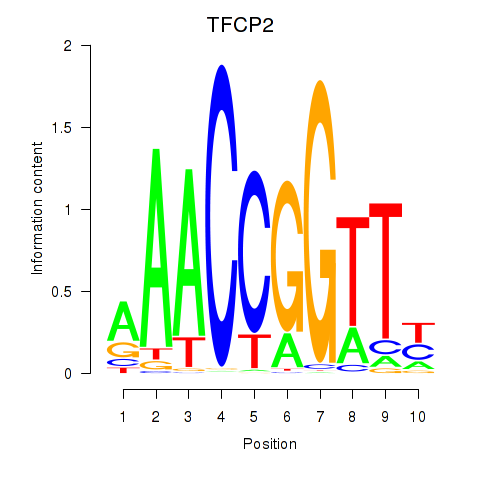 TFCP2
2
1.5
1
0.5
0
Information content
A A A C C G G T T T
G T T T A A C C
C G A A
T
1 2 3 4 5 6 7 8 9 10
Position